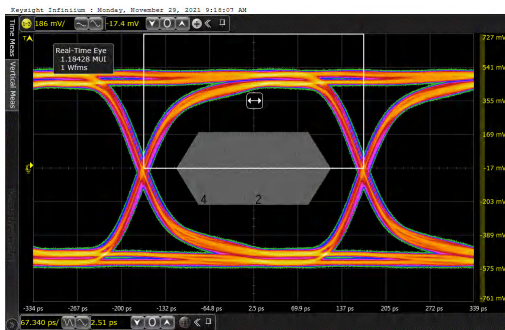 Keysight Infiniium : Monday, November 29, 2021 9:18:07 AM
186 mV/ -17.4 mV
Time Meas
Vertical Meas
Real-Time Eye
1.18428 MUI
1 Wfms
727 mV
541 mV
355 mV
169 mV
-17 mV
-203 mV
-389 mV
-575 mV
-761 mV
4 2
-334 ps -267 ps -200 ps -132 ps -64.8 ps 2.5 ps 69.9 ps 137 ps 205 ps 272 ps 339 ps
67.340 ps/ 2.51 ps